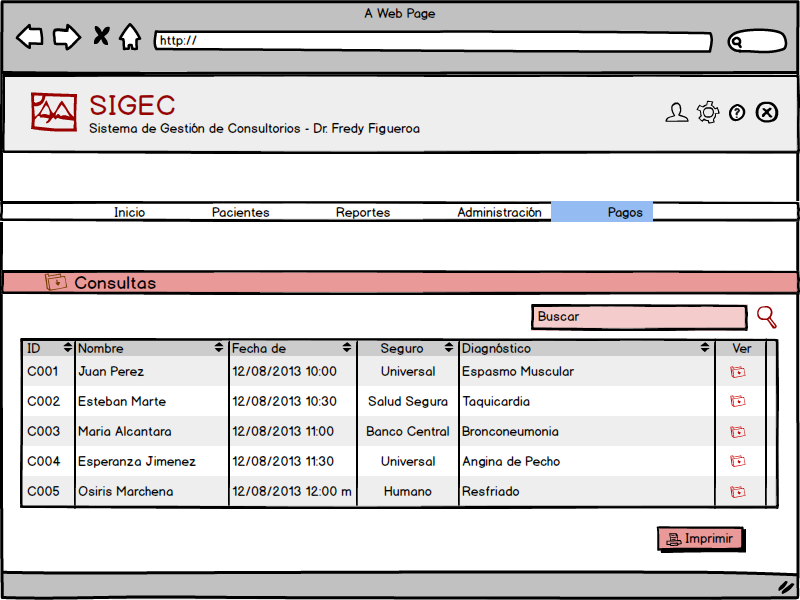 A Web Page
http://
SIGEC
Sistema de Gestión de Consultorios - Dr. Fredy Figueroa
?
Inicio Pacientes Reportes Administración Pagos
Consultas
Buscar
ID Nombre Fecha de Seguro Diagnóstico Ver
C001 Juan Perez 12/08/2013 10:00 Universal Espasmo Muscular
C002 Esteban Marte 12/08/2013 10:30 Salud Segura Taquicardia
C003 Maria Alcantara 12/08/2013 11:00 Banco Central Bronconeumonia
C004 Esperanza Jimenez 12/08/2013 11:30 Universal Angina de Pecho
C005 Osiris Marchena 12/08/2013 12:00 m Humano Resfriado
Imprimir